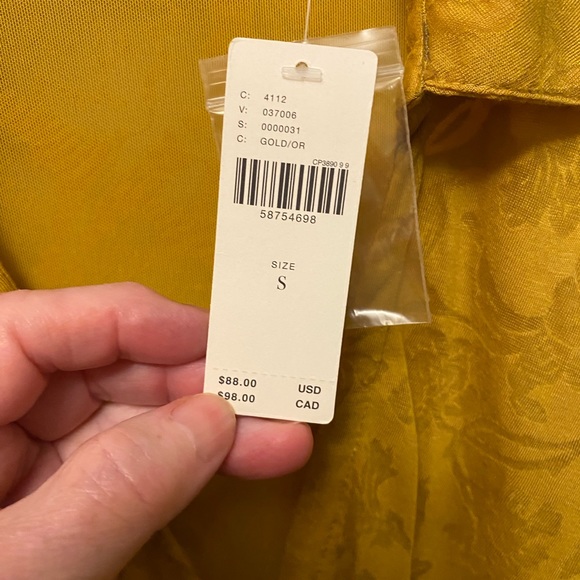 C: 4112
V: 037006
S: 0000031
C: GOLD/OR
CP3890 9 9
58754698
SIZE
S
$88.00 USD
$98.00 CAD